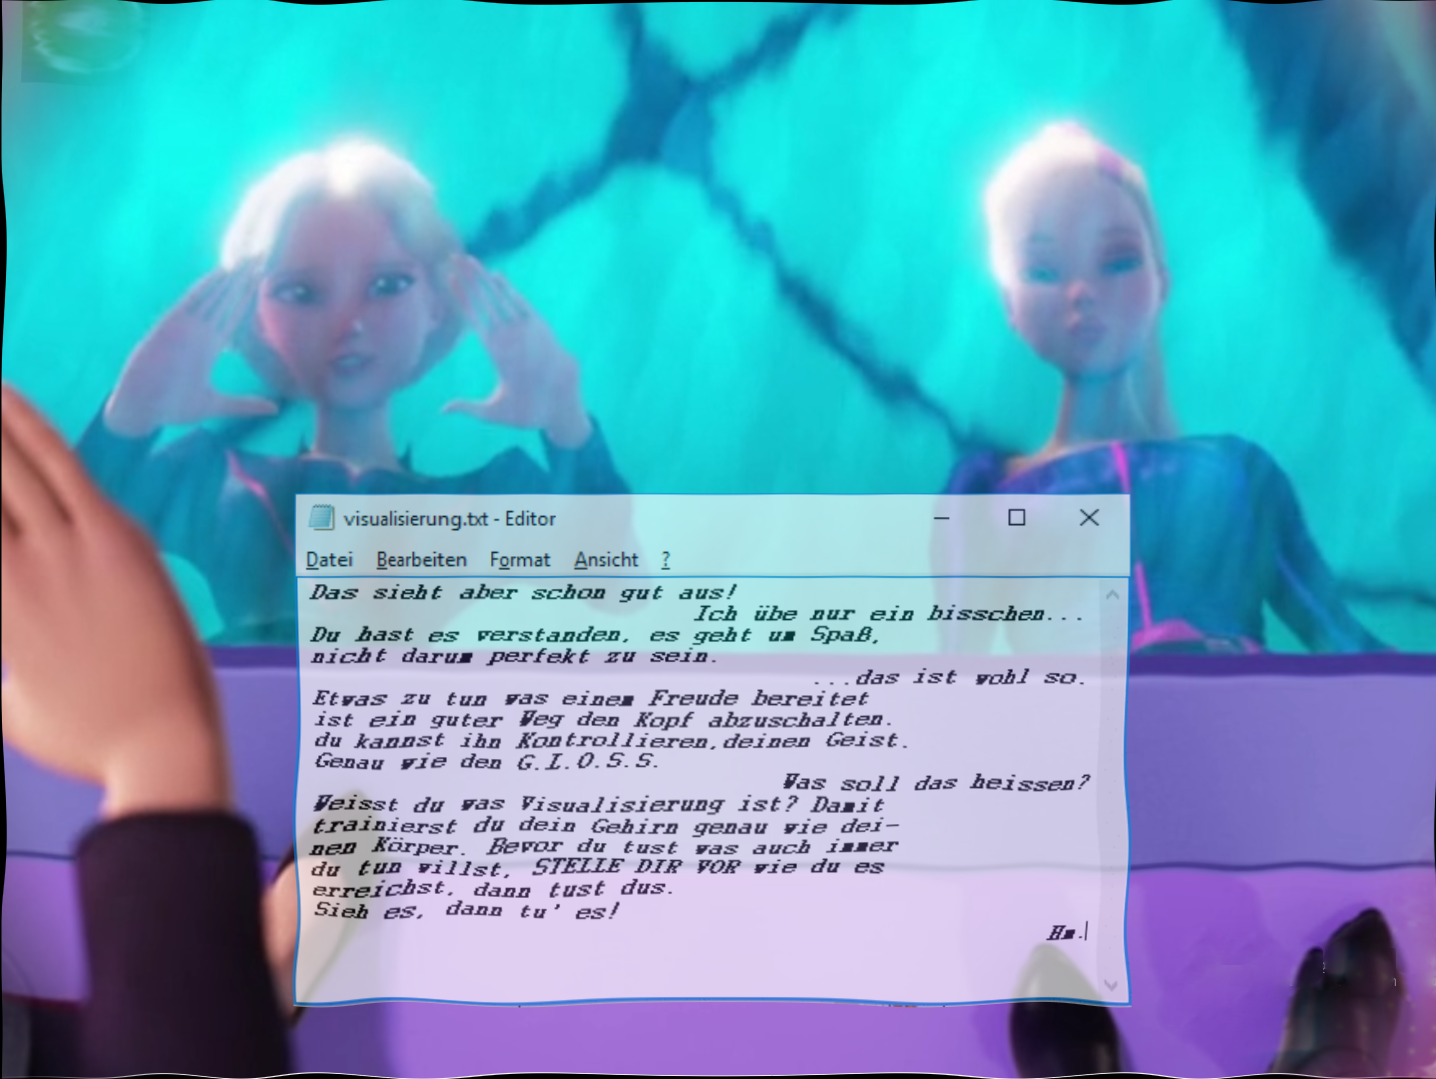 visualisierung.txt - Editor
Datei Bearbeiten Format Ansicht ?
Das sieht aber schon gut aus!
Ich übe nur ein bisschen...
Du hast es verstanden, es geht um Spaß,
nicht darum perfekt zu sein.
...das ist wohl so.
Etwas zu tun was einem Freude bereitet
ist ein guter Weg den Kopf abzuschalten.
du kannst ihn Kontrollieren,deinen Geist.
Genau wie den G.L.O.S.S.
Was soll das heissen?
Weisst du was Visualisierung ist? Damit
trainierst du dein Gehirn genau wie dei-
nen Körper. Bevor du tust was auch immer
du tun willst, STELLE DIR VOR wie du es
erreichst, dann tust dus.
Sieh es, dann tu' es!
Hm.